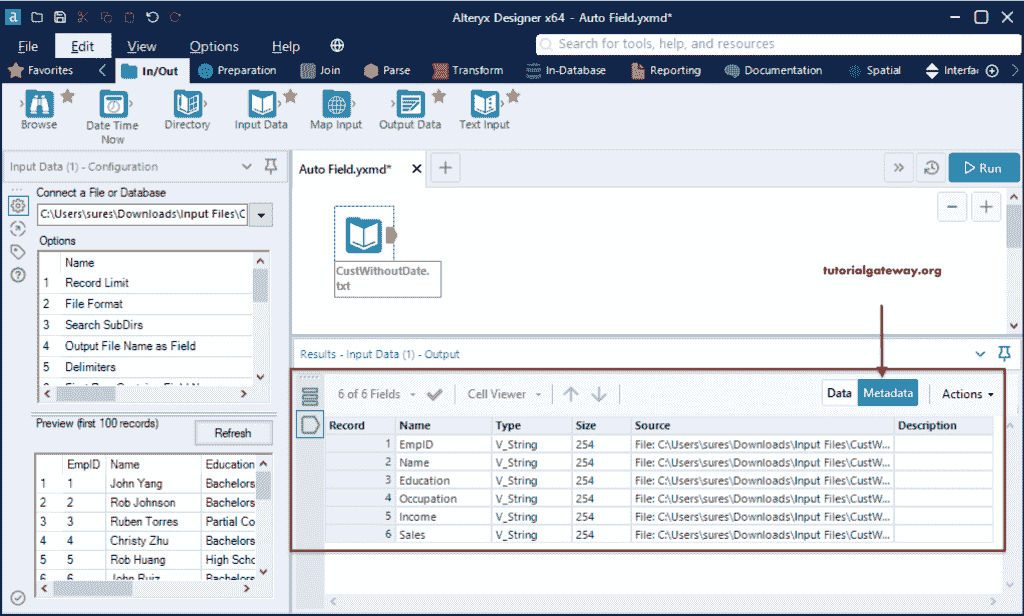 a
Alteryx Designer x64 - Auto Field.yxmd*
File Edit View Options Help
Search for tools, help, and resources
Favorites In/Out Preparation Join Parse Transform In-Database Reporting Documentation Spatial Interfac
Browse Date Time Now Directory Input Data Map Input Output Data Text Input
Input Data (1) - Configuration
Connect a File or Database
C:\Users\sures\Downloads\Input Files\C
Options
Name
1 Record Limit
2 File Format
3 Search SubDirs
4 Output File Name as Field
5 Delimiters
Preview (first 100 records)
Refresh
EmpID Name Education
1 1 John Yang Bachelors
2 2 Rob Johnson Bachelors
3 3 Ruben Torres Partial Co
4 4 Christy Zhu Bachelors
5 5 Rob Huang High Scho
6 6 John Ruiz Bachelors
Auto Field.yxmd*
Run
CustWithoutDate.
txt
tutorialgateway.org
Results - Input Data (1) - Output
6 of 6 Fields Cell Viewer Data Metadata Actions
Record Name Type Size Source Description
1 EmpID V_String 254 File: C:\Users\sures\Downloads\Input Files\CustW...
2 Name V_String 254 File: C:\Users\sures\Downloads\Input Files\CustW...
3 Education V_String 254 File: C:\Users\sures\Downloads\Input Files\CustW...
4 Occupation V_String 254 File: C:\Users\sures\Downloads\Input Files\CustW...
5 Income V_String 254 File: C:\Users\sures\Downloads\Input Files\CustW...
6 Sales V_String 254 File: C:\Users\sures\Downloads\Input Files\CustW...